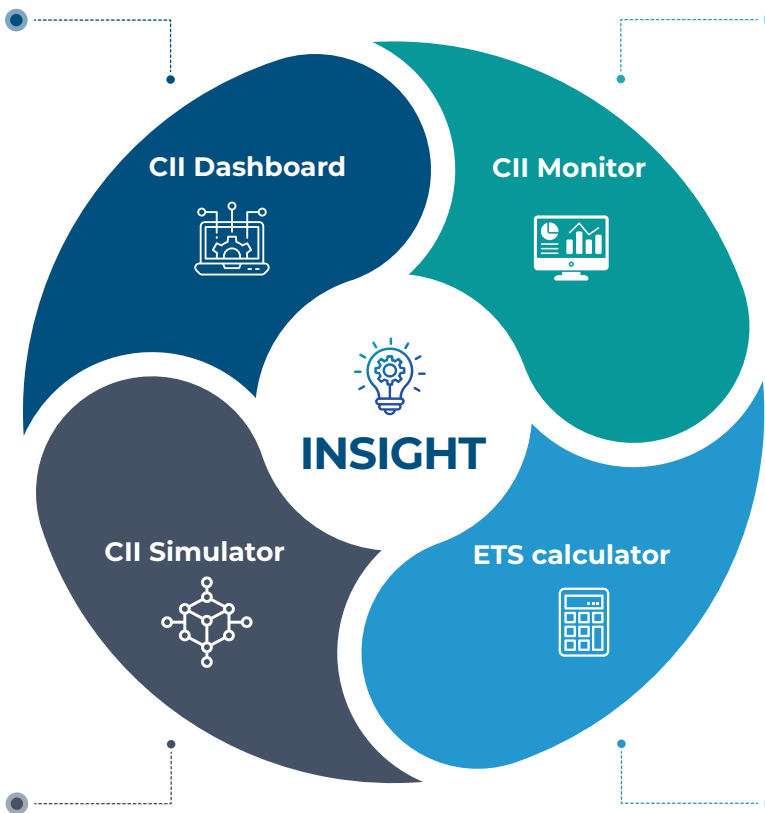 CII Dashboard
CII Monitor
INSIGHT
CII Simulator
ETS calculator